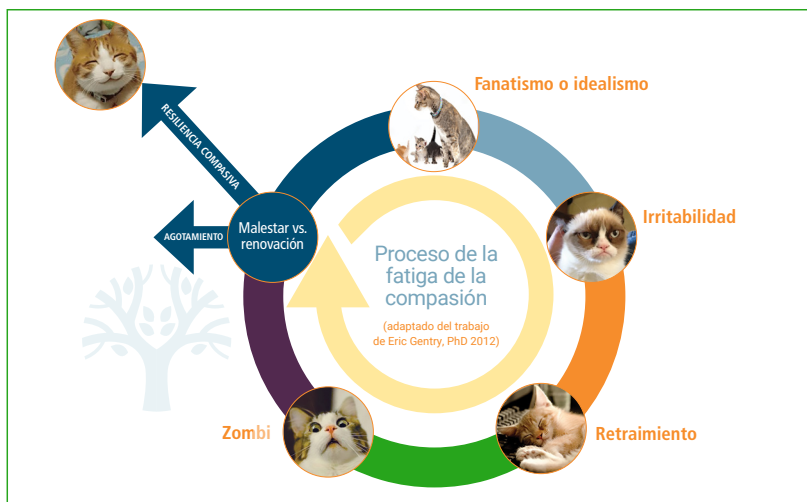 Fanatismo o idealismo
RESILIENCIA COMPASIVA
Irritabilidad
AGOTAMIENTO
Malestar vs.
renovación
Proceso de la
fatiga de la
compasión
(adaptado del trabajo
de Eric Gentry, PhD 2012)
Zombi
Retraimiento